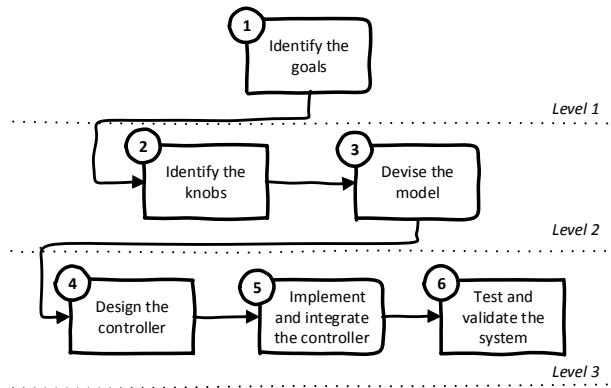 1
Identify the
goals
Level 1
2
Identify the
knobs
3
Devise the
model
Level 2
4
Design the
controller
5
Implement
and integrate
the controller
6
Test and
validate the
system
Level 3